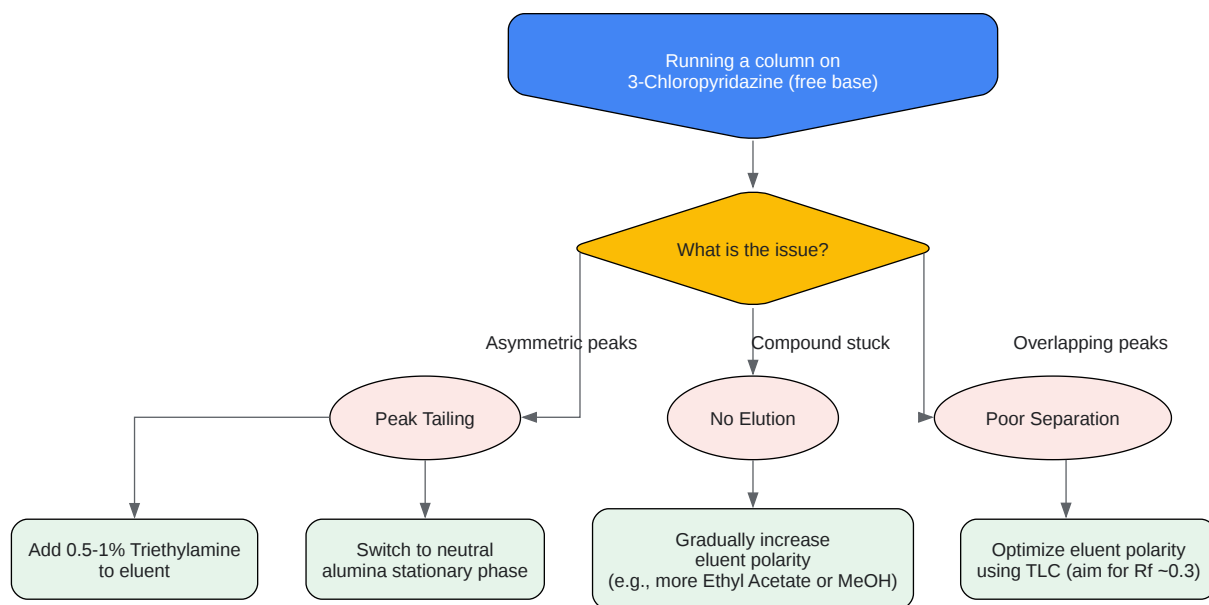 Running a column on
3-Chloropyridazine (free base)
What is the issue?
Asymmetric peaks
Compound stuck
Overlapping peaks
Peak Tailing
No Elution
Poor Separation
Add 0.5-1% Triethylamine
to eluent
Switch to neutral
alumina stationary phase
Gradually increase
eluent polarity
(e.g., more Ethyl Acetate or MeOH)
Optimize eluent polarity
using TLC (aim for Rf ~0.3)